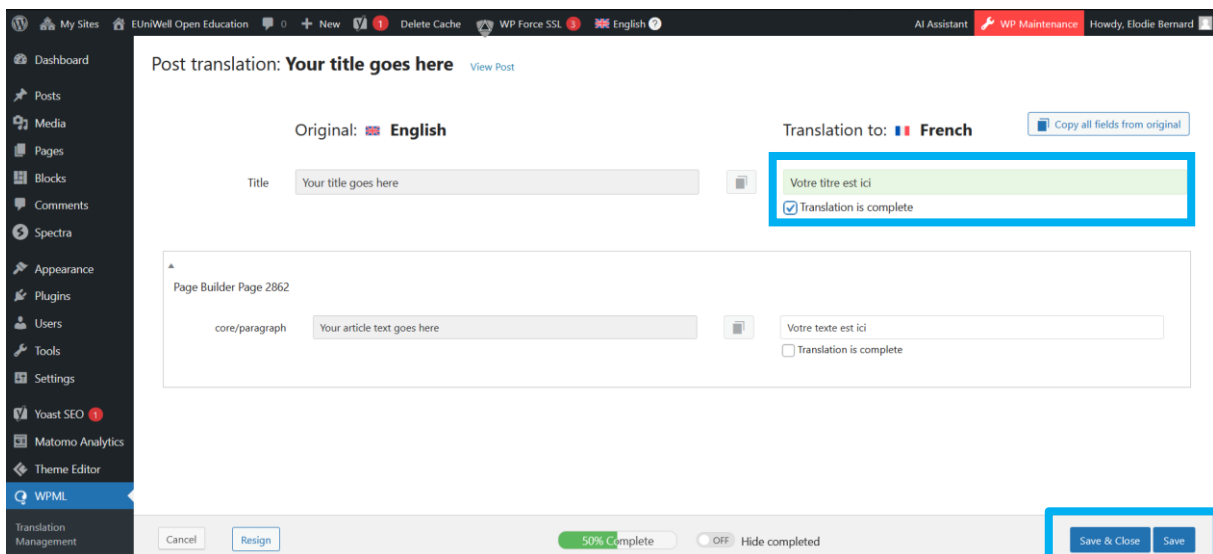 My Sites EUniWell Open Education 0 + New 1 Delete Cache WP Force SSL 3 English ? AI Assistant WP Maintenance Howdy, Elodie Bernard
Dashboard
Posts
Media
Pages
Blocks
Comments
Spectra
Appearance
Plugins
Users
Tools
Settings
Yoast SEO 1
Matomo Analytics
Theme Editor
WPML
Translation
Management
Post translation: Your title goes here View Post
Original: English
Translation to: French
Copy all fields from original
Title
Your title goes here
Votre titre est ici
Translation is complete
Page Builder Page 2862
core/paragraph
Your article text goes here
Votre texte est ici
Translation is complete
Cancel Resign 50% Complete OFF Hide completed Save & Close Save